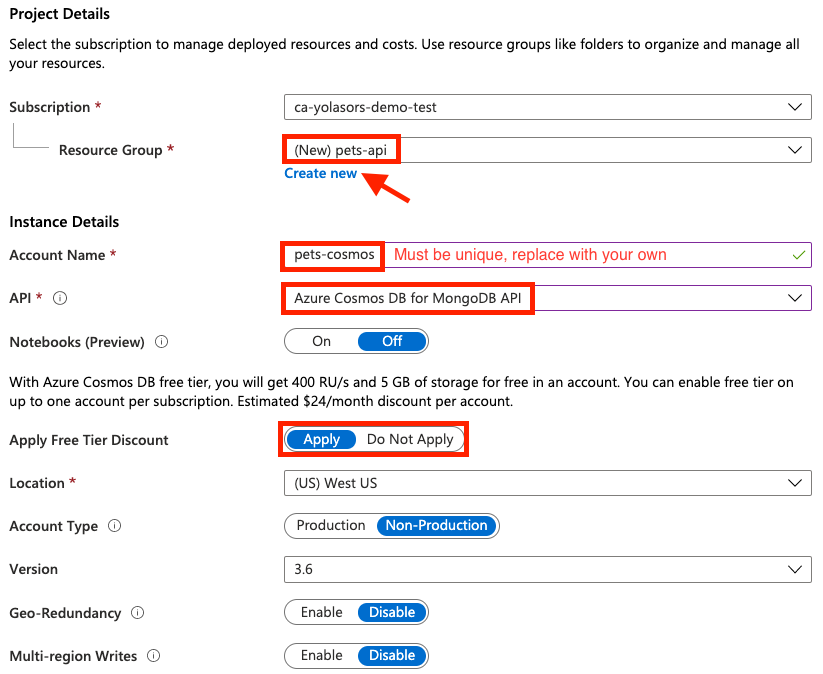 Project Details
Select the subscription to manage deployed resources and costs. Use resource groups like folders to organize and manage all
your resources.
Subscription *
ca-yolasors-demo-test
Resource Group *
(New) pets-api
Create new
Instance Details
Account Name *
pets-cosmos
Must be unique, replace with your own
API *
Azure Cosmos DB for MongoDB API
Notebooks (Preview)
On
Off
With Azure Cosmos DB free tier, you will get 400 RU/s and 5 GB of storage for free in an account. You can enable free tier on
up to one account per subscription. Estimated $24/month discount per account.
Apply Free Tier Discount
Apply
Do Not Apply
Location *
(US) West US
Account Type
Production
Non-Production
Version
3.6
Geo-Redundancy
Enable
Disable
Multi-region Writes
Enable
Disable